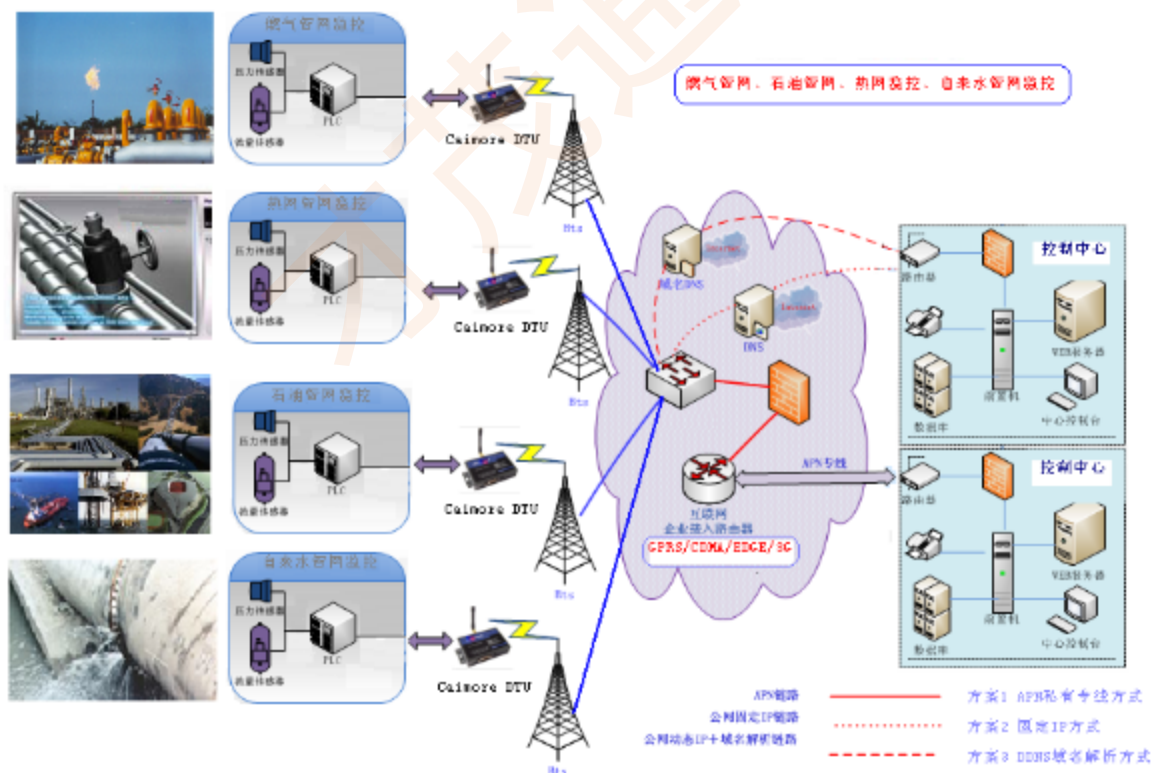 燃气管网监控
压力传感器
流量传感器
PLC
Caimore DTU
Bts
燃气管网、石油管网、热网监控、自来水管网监控
热网管网监控
压力传感器
流量传感器
PLC
Caimore DTU
Bts
石油管网监控
压力传感器
流量传感器
PLC
Caimore DTU
Bts
自来水管网监控
压力传感器
流量传感器
PLC
Caimore DTU
Bts
域名DNS
Internet
DNS
Internet
互联网
企业接入路由器
GPRS/CDMA/EDGE/3G
APN专线
控制中心
路由器
WEB服务器
前置机
数据库
中心控制台
控制中心
路由器
WEB服务器
前置机
数据库
中心控制台
APN链路
方案1 APN私有专线方式
公网固定IP链路
方案2 固定IP方式
公网动态IP+域名解析链路
方案3 DDNS域名解析方式
才茂通